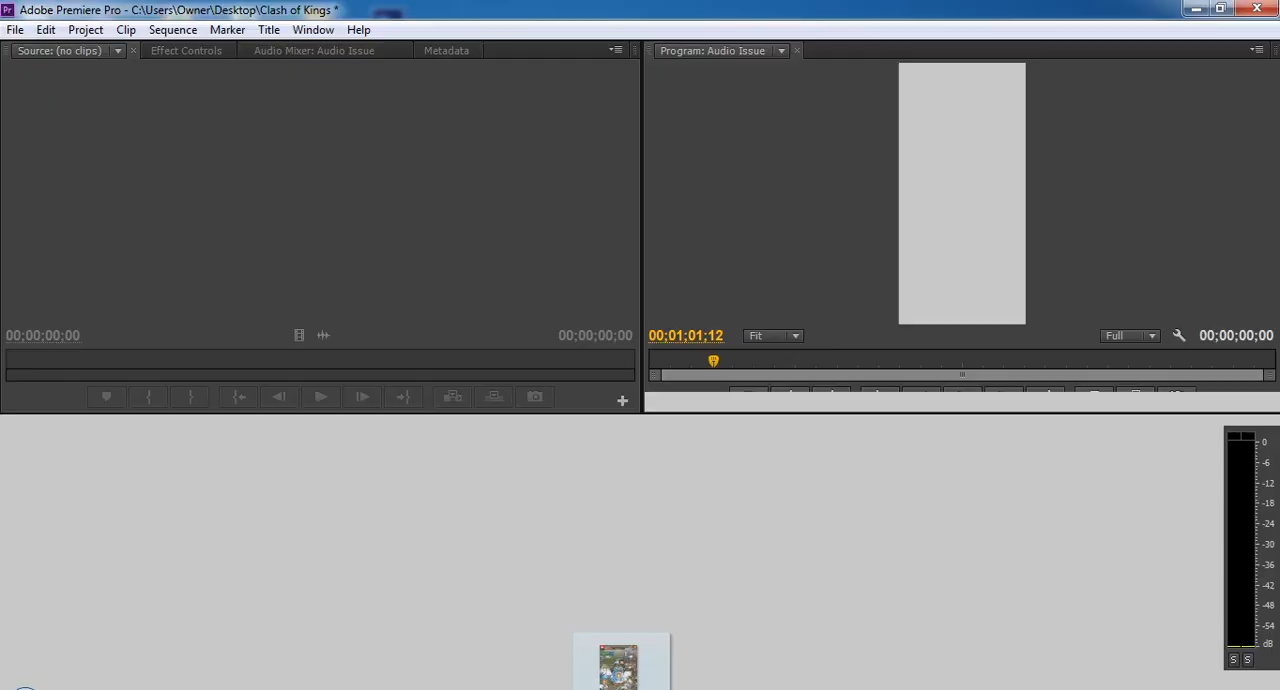 Pr Adobe Premiere Pro - C:\Users\Owner\Desktop\Clash of Kings *
File Edit Project Clip Sequence Marker Title Window Help
Source: (no clips) Effect Controls Audio Mixer: Audio Issue Metadata
Program: Audio Issue
00;00;00;00 00;00;00;00
00;01;01;12 Fit Full 00;00;00;00
0
-6
-12
-18
-24
-30
-36
-42
-48
-54
dB
S S